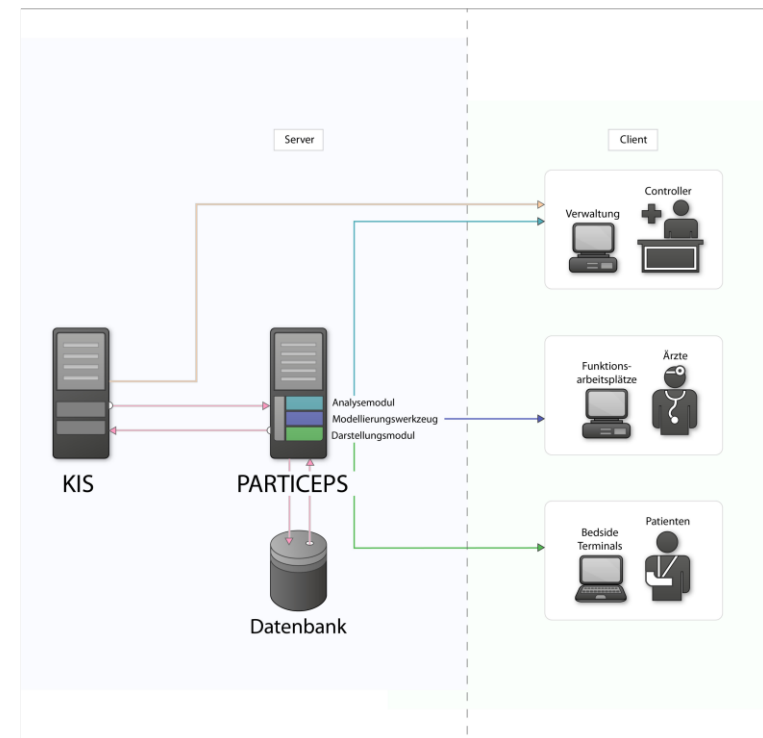 Server
Client
Controller
Verwaltung
Ärzte
Funktions-
arbeitsplätze
Analysemodul
Modellierungswerkzeug
Darstellungsmodul
KIS
PARTICEPS
Patienten
Bedside
Terminals
Datenbank